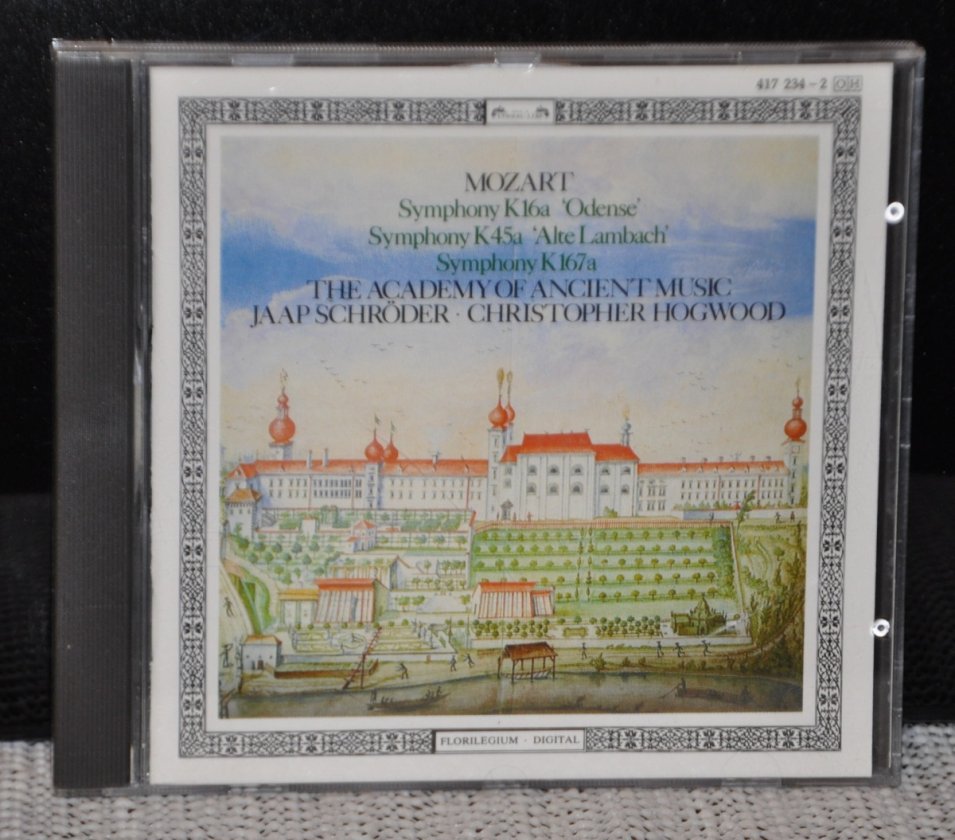 417 234-2 OH
MOZART
Symphony K16a 'Odense'
Symphony K45a 'Alte Lambach'
Symphony K167a
THE ACADEMY OF ANCIENT MUSIC
JAAP SCHRÖDER · CHRISTOPHER HOGWOOD
FLORILEGIUM · DIGITAL